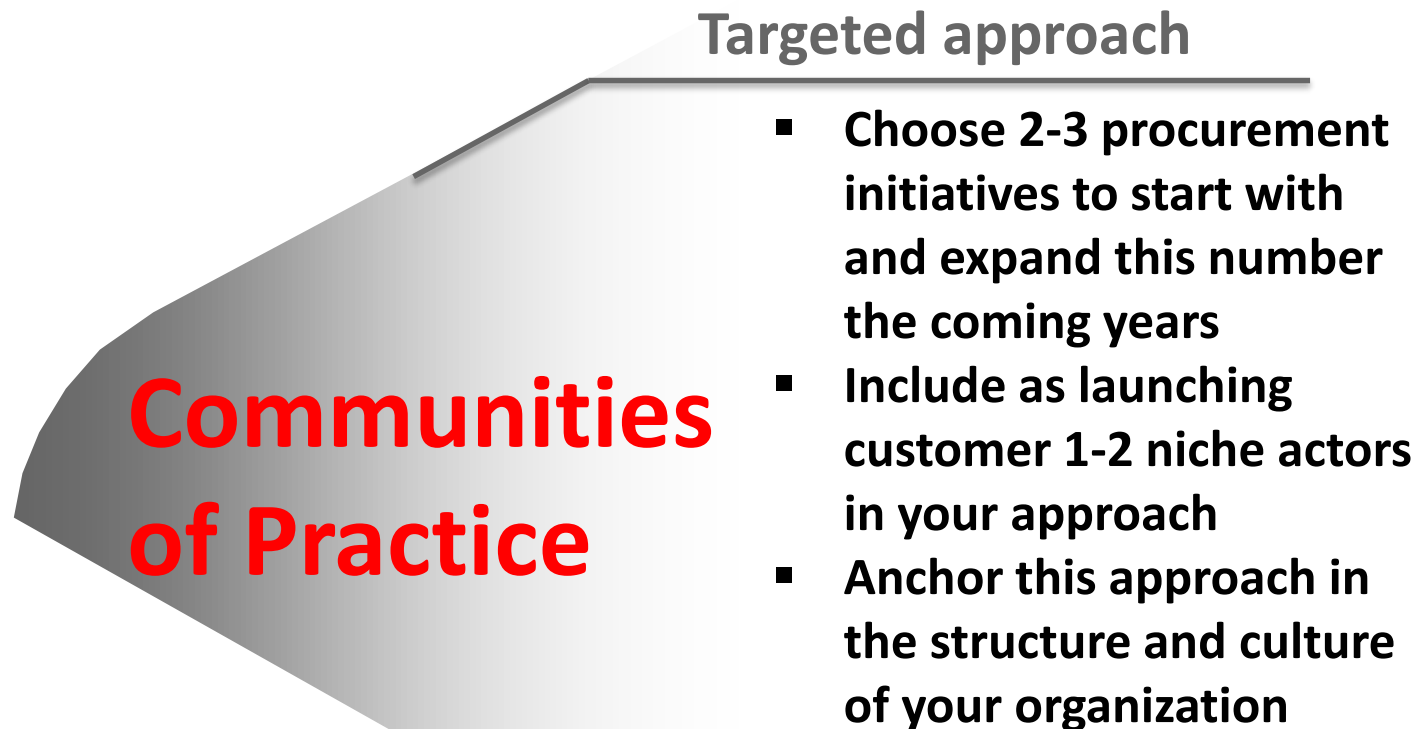 Targeted approach
Communities
of Practice
▪ Choose 2-3 procurement
initiatives to start with
and expand this number
the coming years
▪ Include as launching
customer 1-2 niche actors
in your approach
▪ Anchor this approach in
the structure and culture
of your organization